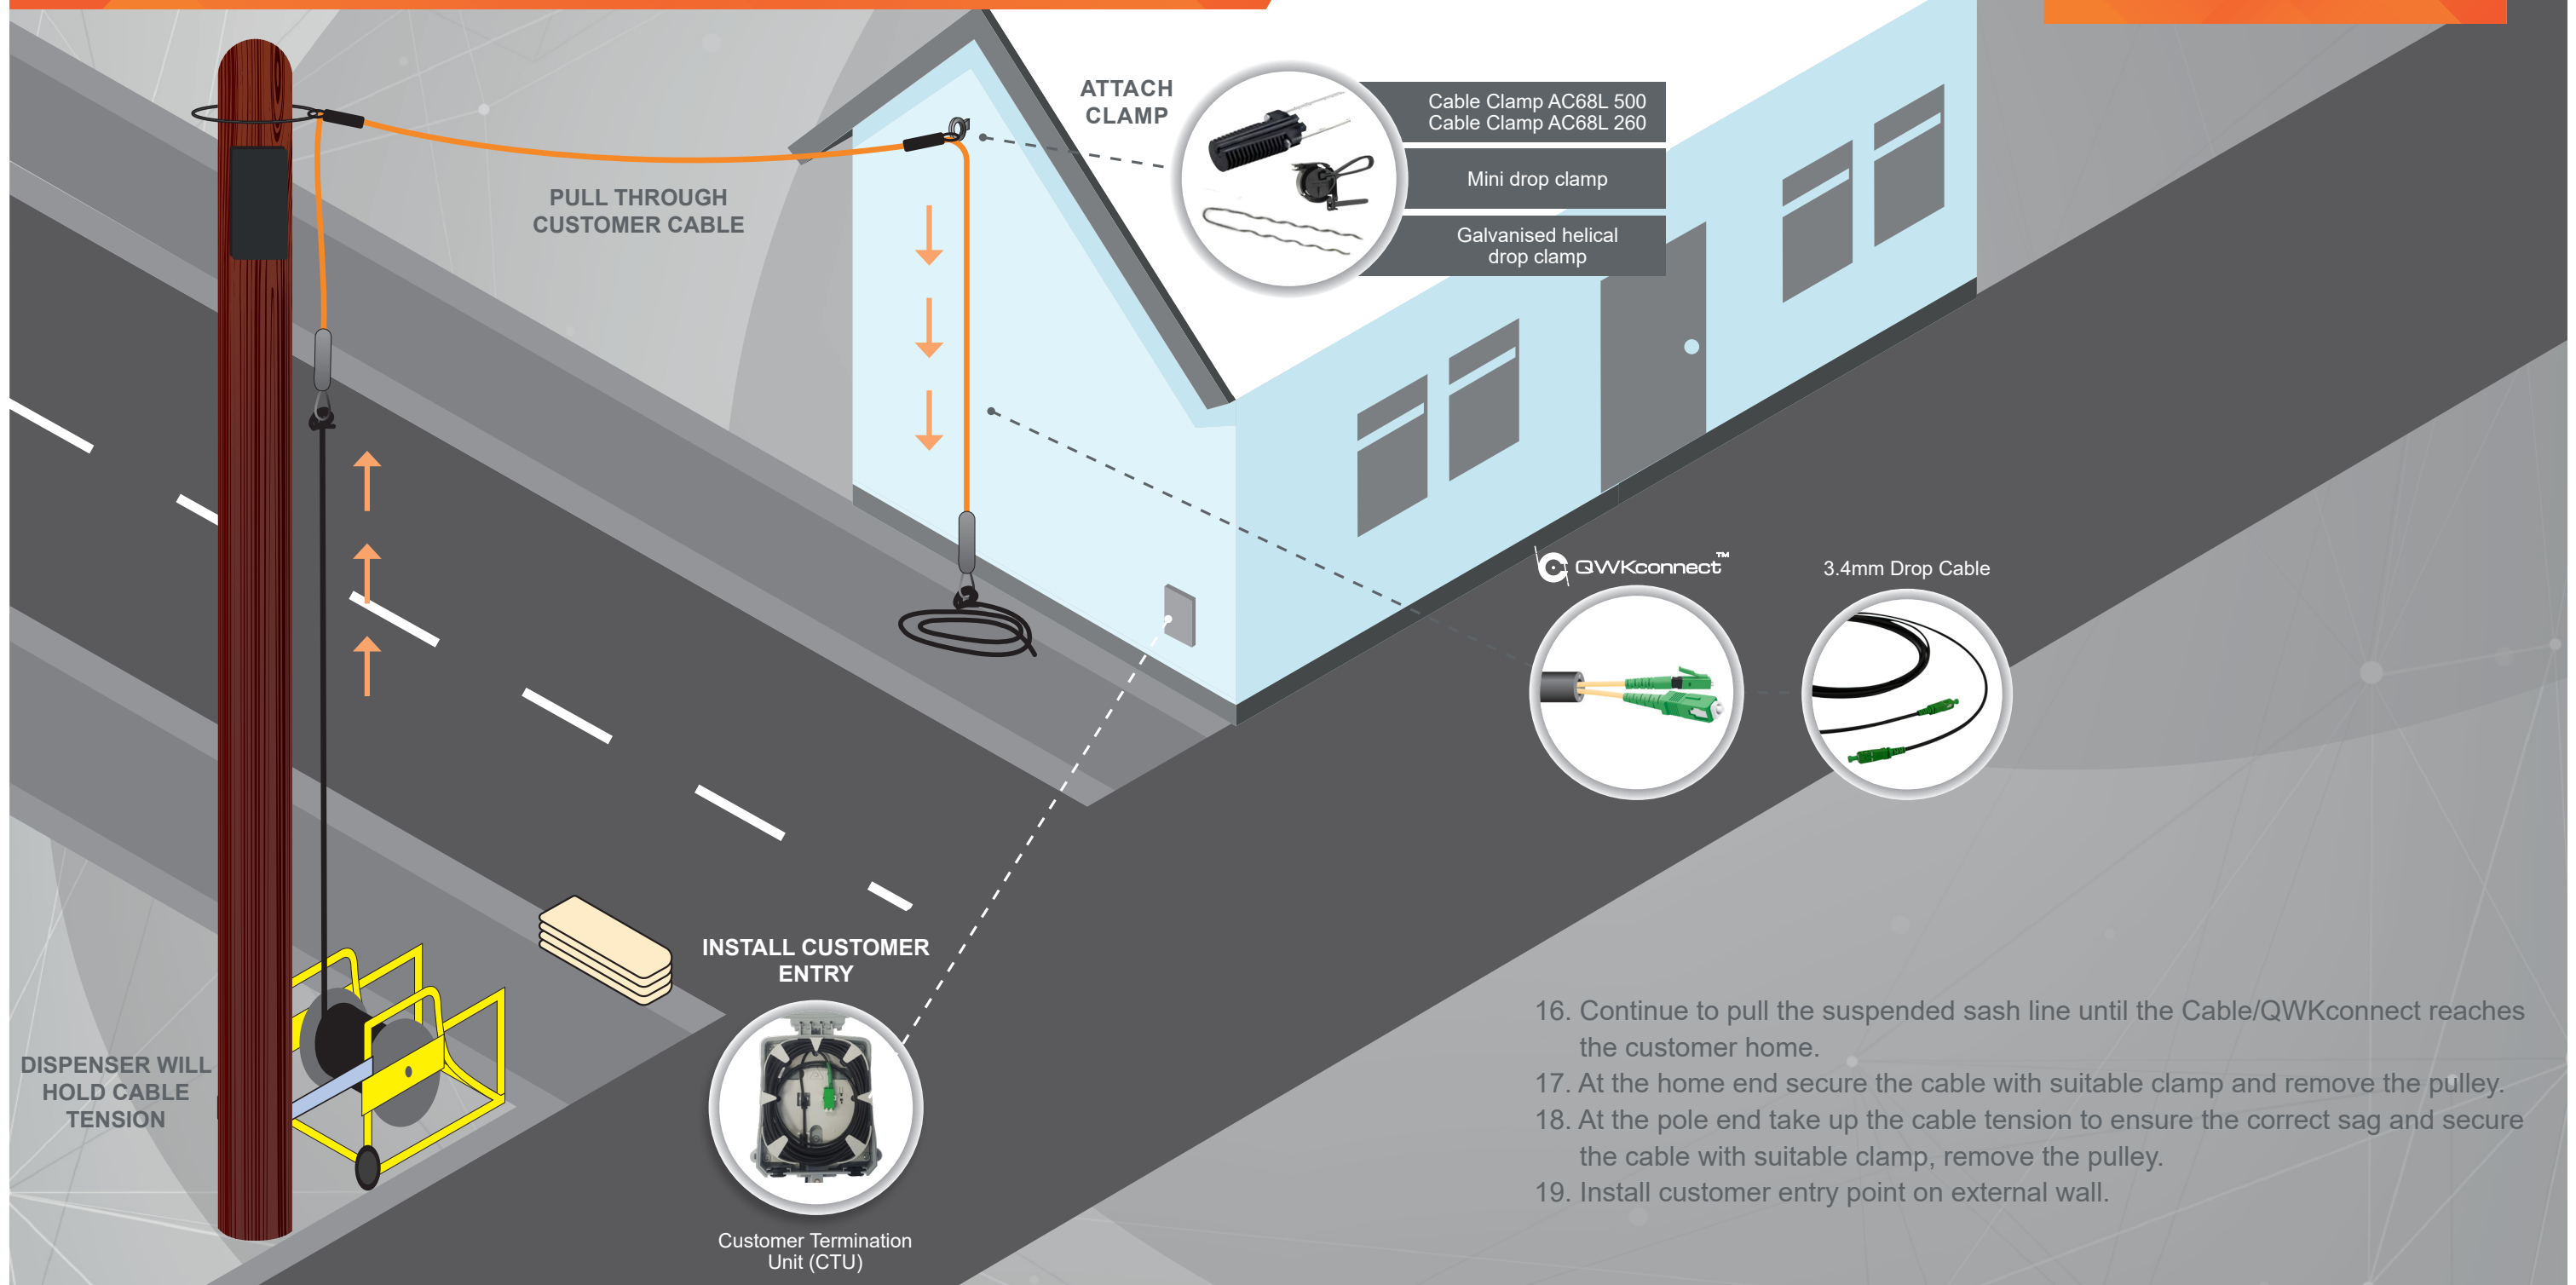 ATTACH
CLAMP
Cable Clamp AC68L 500
Cable Clamp AC68L 260
Mini drop clamp
Galvanised helical
drop clamp
PULL THROUGH
CUSTOMER CABLE
QWKconnect™
3.4mm Drop Cable
INSTALL CUSTOMER
ENTRY
DISPENSER WILL
HOLD CABLE
TENSION
Customer Termination
Unit (CTU)
16. Continue to pull the suspended sash line until the Cable/QWKconnect reaches
the customer home.
17. At the home end secure the cable with suitable clamp and remove the pulley.
18. At the pole end take up the cable tension to ensure the correct sag and secure
the cable with suitable clamp, remove the pulley.
19. Install customer entry point on external wall.